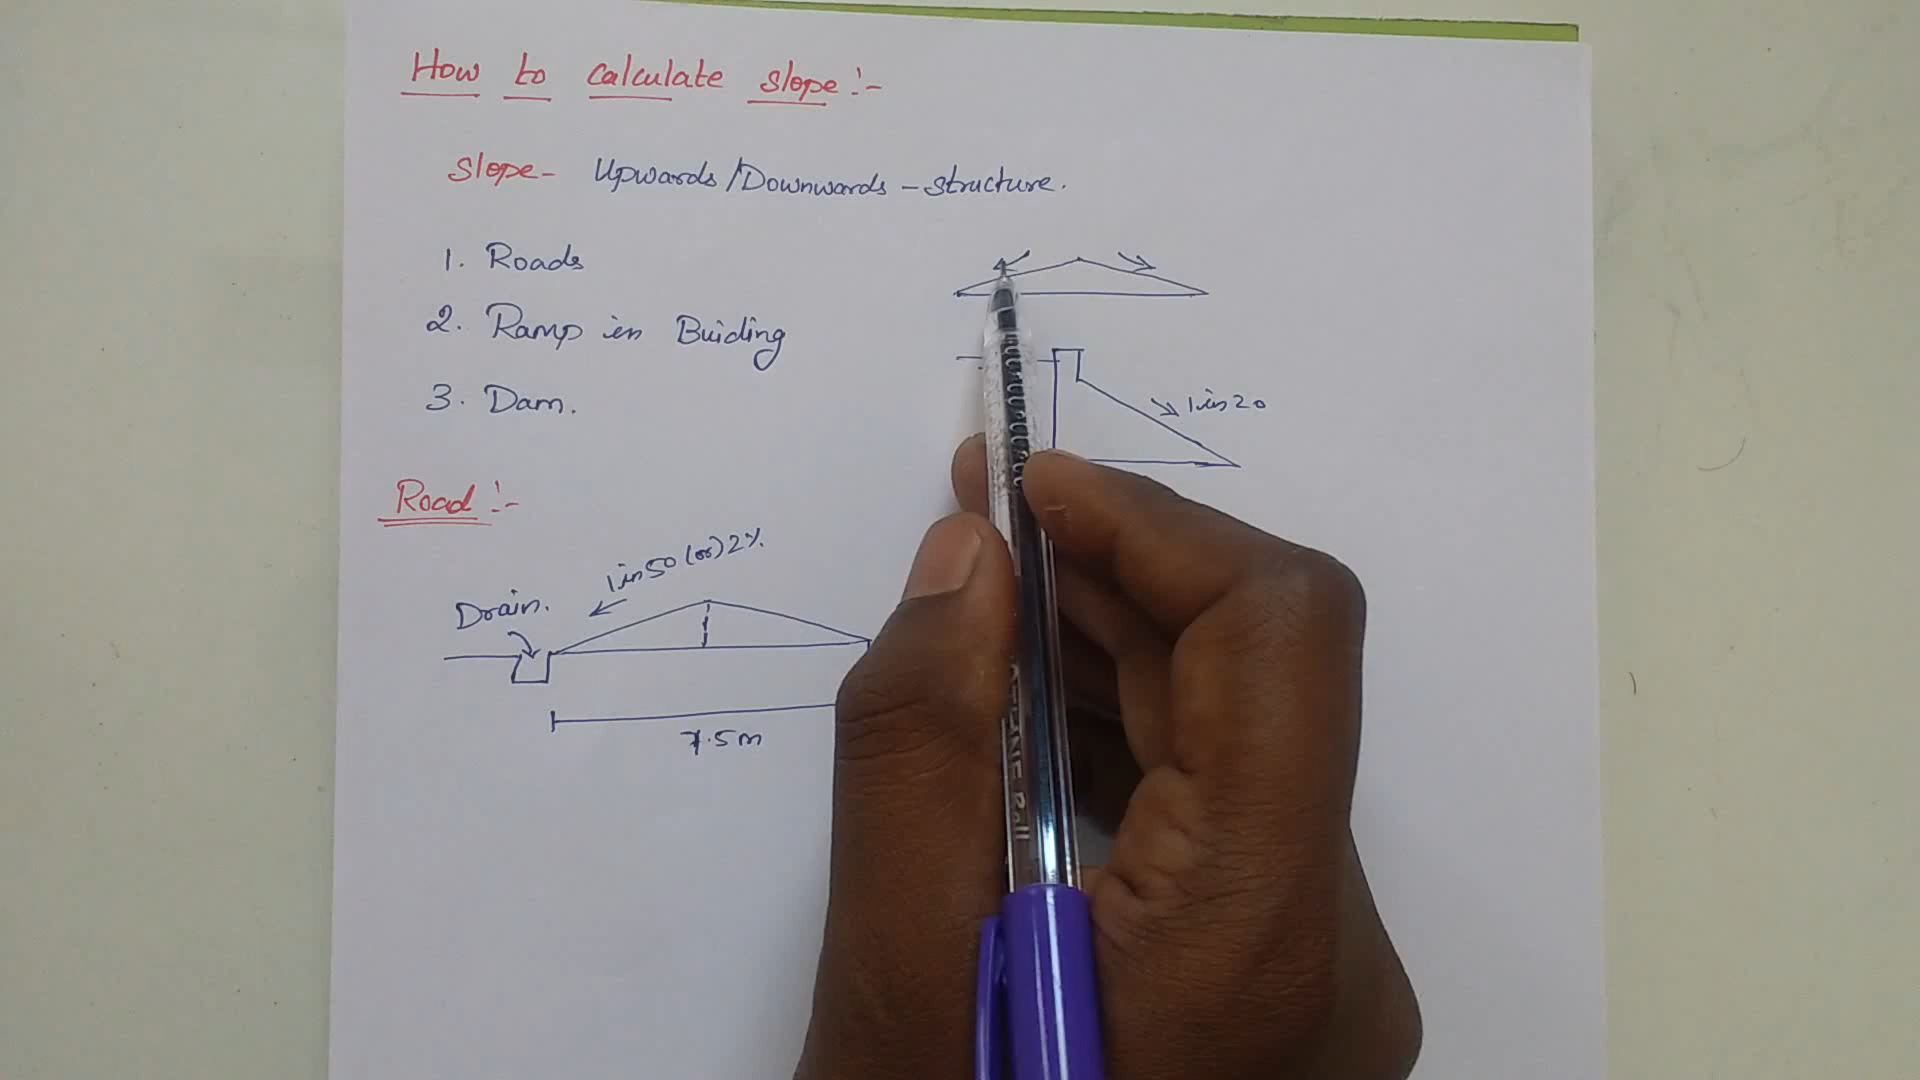 How to calculate slope :-
Slope - Upwards/Downwards - structure.
1. Roads
2. Ramp in Buiding
3. Dam.
1 in 20
Road :-
1 in 50 (or) 2%.
Drain.
7.5m